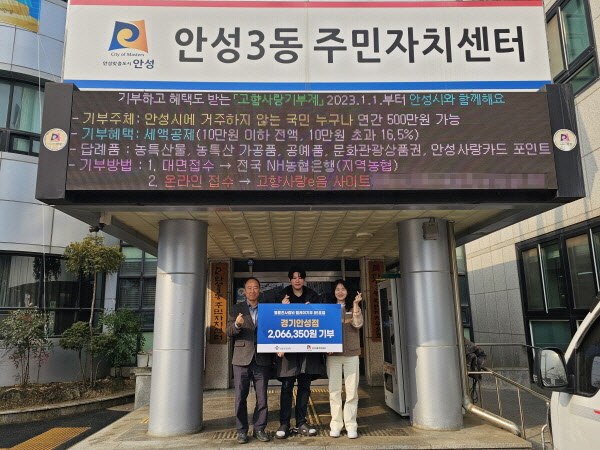 City of Masters
안성맞춤도시 안성
안성3동 주민자치센터
기부하고 혜택도 받는 「고향사랑기부제」 2023.1.1.부터 안성시와 함께해요
- 기부주체 : 안성시에 거주하지 않는 국민 누구나 연간 500만원 가능
- 기부혜택 : 세액공제(10만원 이하 전액, 10만원 초과 16.5%)
- 답례품 : 농특산물, 농특산 가공품, 공예품, 문화관광상품권, 안성사랑카드 포인트
- 기부방법 : 1. 대면접수 → 전국 NH농협은행(지역농협)
2. 온라인 접수 → 고향사랑e음 사이트
경기안성점
2,066,350원 기부